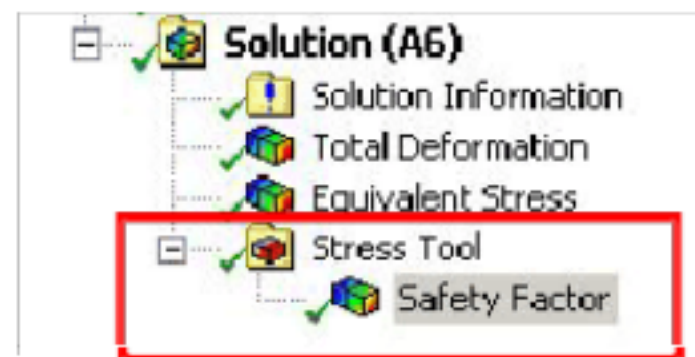 Solution (A6)
Solution Information
Total Deformation
Equivalent Stress
Stress Tool
Safety Factor